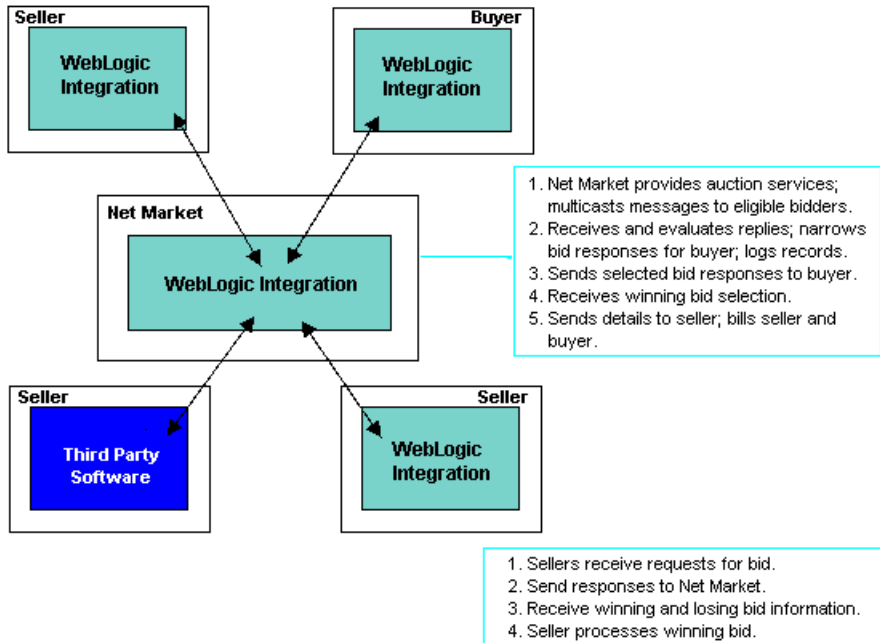 Seller
WebLogic
Integration
Buyer
WebLogic
Integration
Net Market
WebLogic Integration
1. Net Market provides auction services;
multicasts messages to eligible bidders.
2. Receives and evaluates replies; narrows
bid responses for buyer; logs records.
3. Sends selected bid responses to buyer.
4. Receives winning bid selection.
5. Sends details to seller; bills seller and
buyer.
Seller
Third Party
Software
Seller
WebLogic
Integration
1. Sellers receive requests for bid.
2. Send responses to Net Market.
3. Receive winning and losing bid information.
4. Seller processes winning bid.